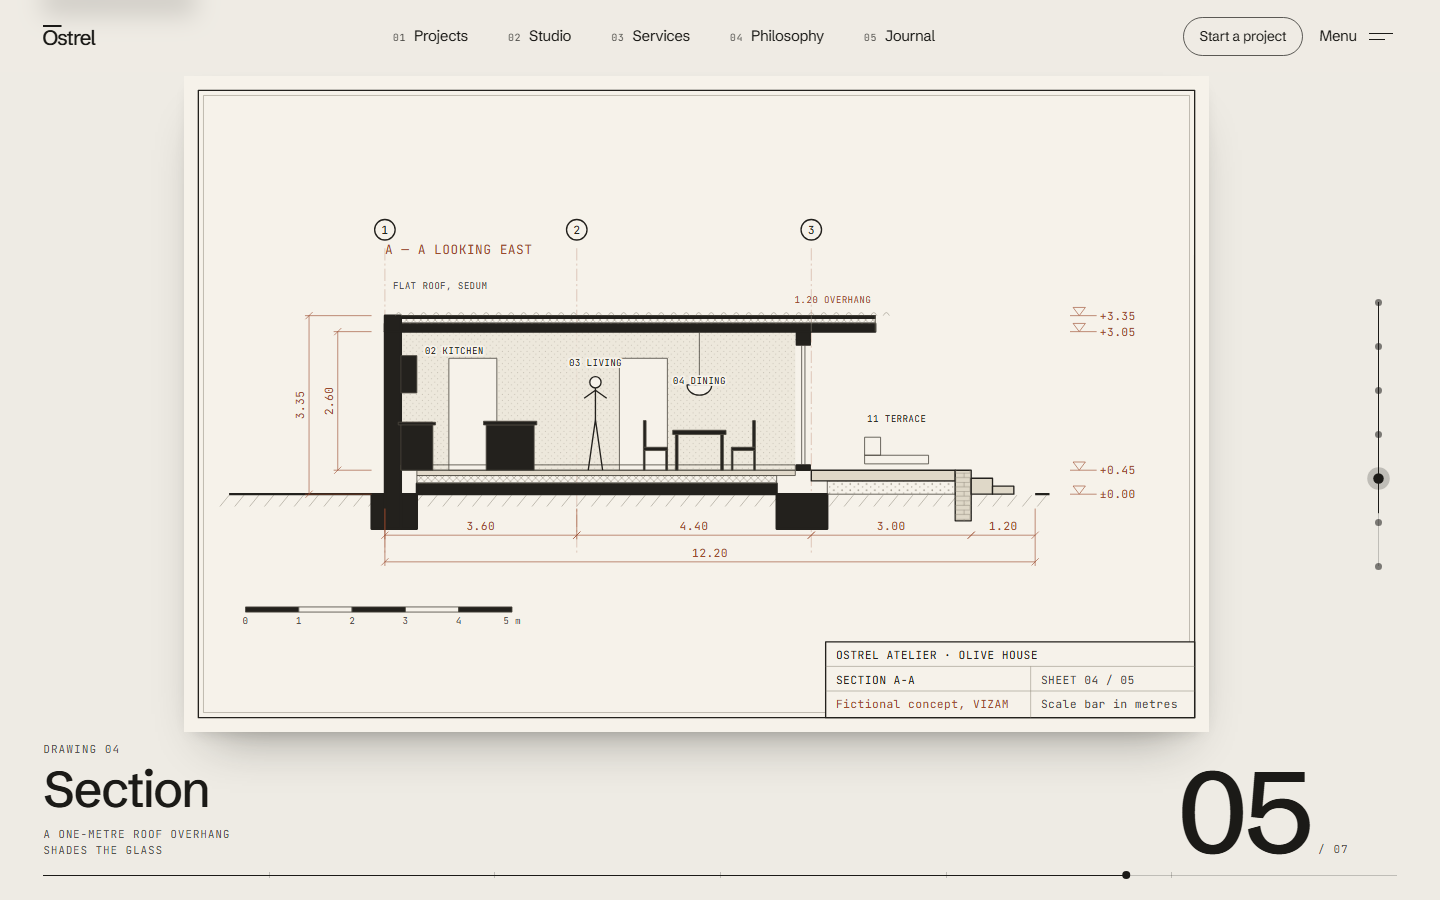 Ostrel
01 Projects
02 Studio
03 Services
04 Philosophy
05 Journal
Start a project
Menu
1
2
3
A — A LOOKING EAST
FLAT ROOF, SEDUM
1.20 OVERHANG
+3.35
+3.05
02 KITCHEN
03 LIVING
04 DINING
3.35
2.60
11 TERRACE
+0.45
±0.00
3.60
4.40
3.00
1.20
12.20
0
1
2
3
4
5 m
OSTREL ATELIER · OLIVE HOUSE
SECTION A-A
SHEET 04 / 05
Fictional concept, VIZAM
Scale bar in metres
DRAWING 04
Section
A ONE-METRE ROOF OVERHANG
SHADES THE GLASS
05 / 07